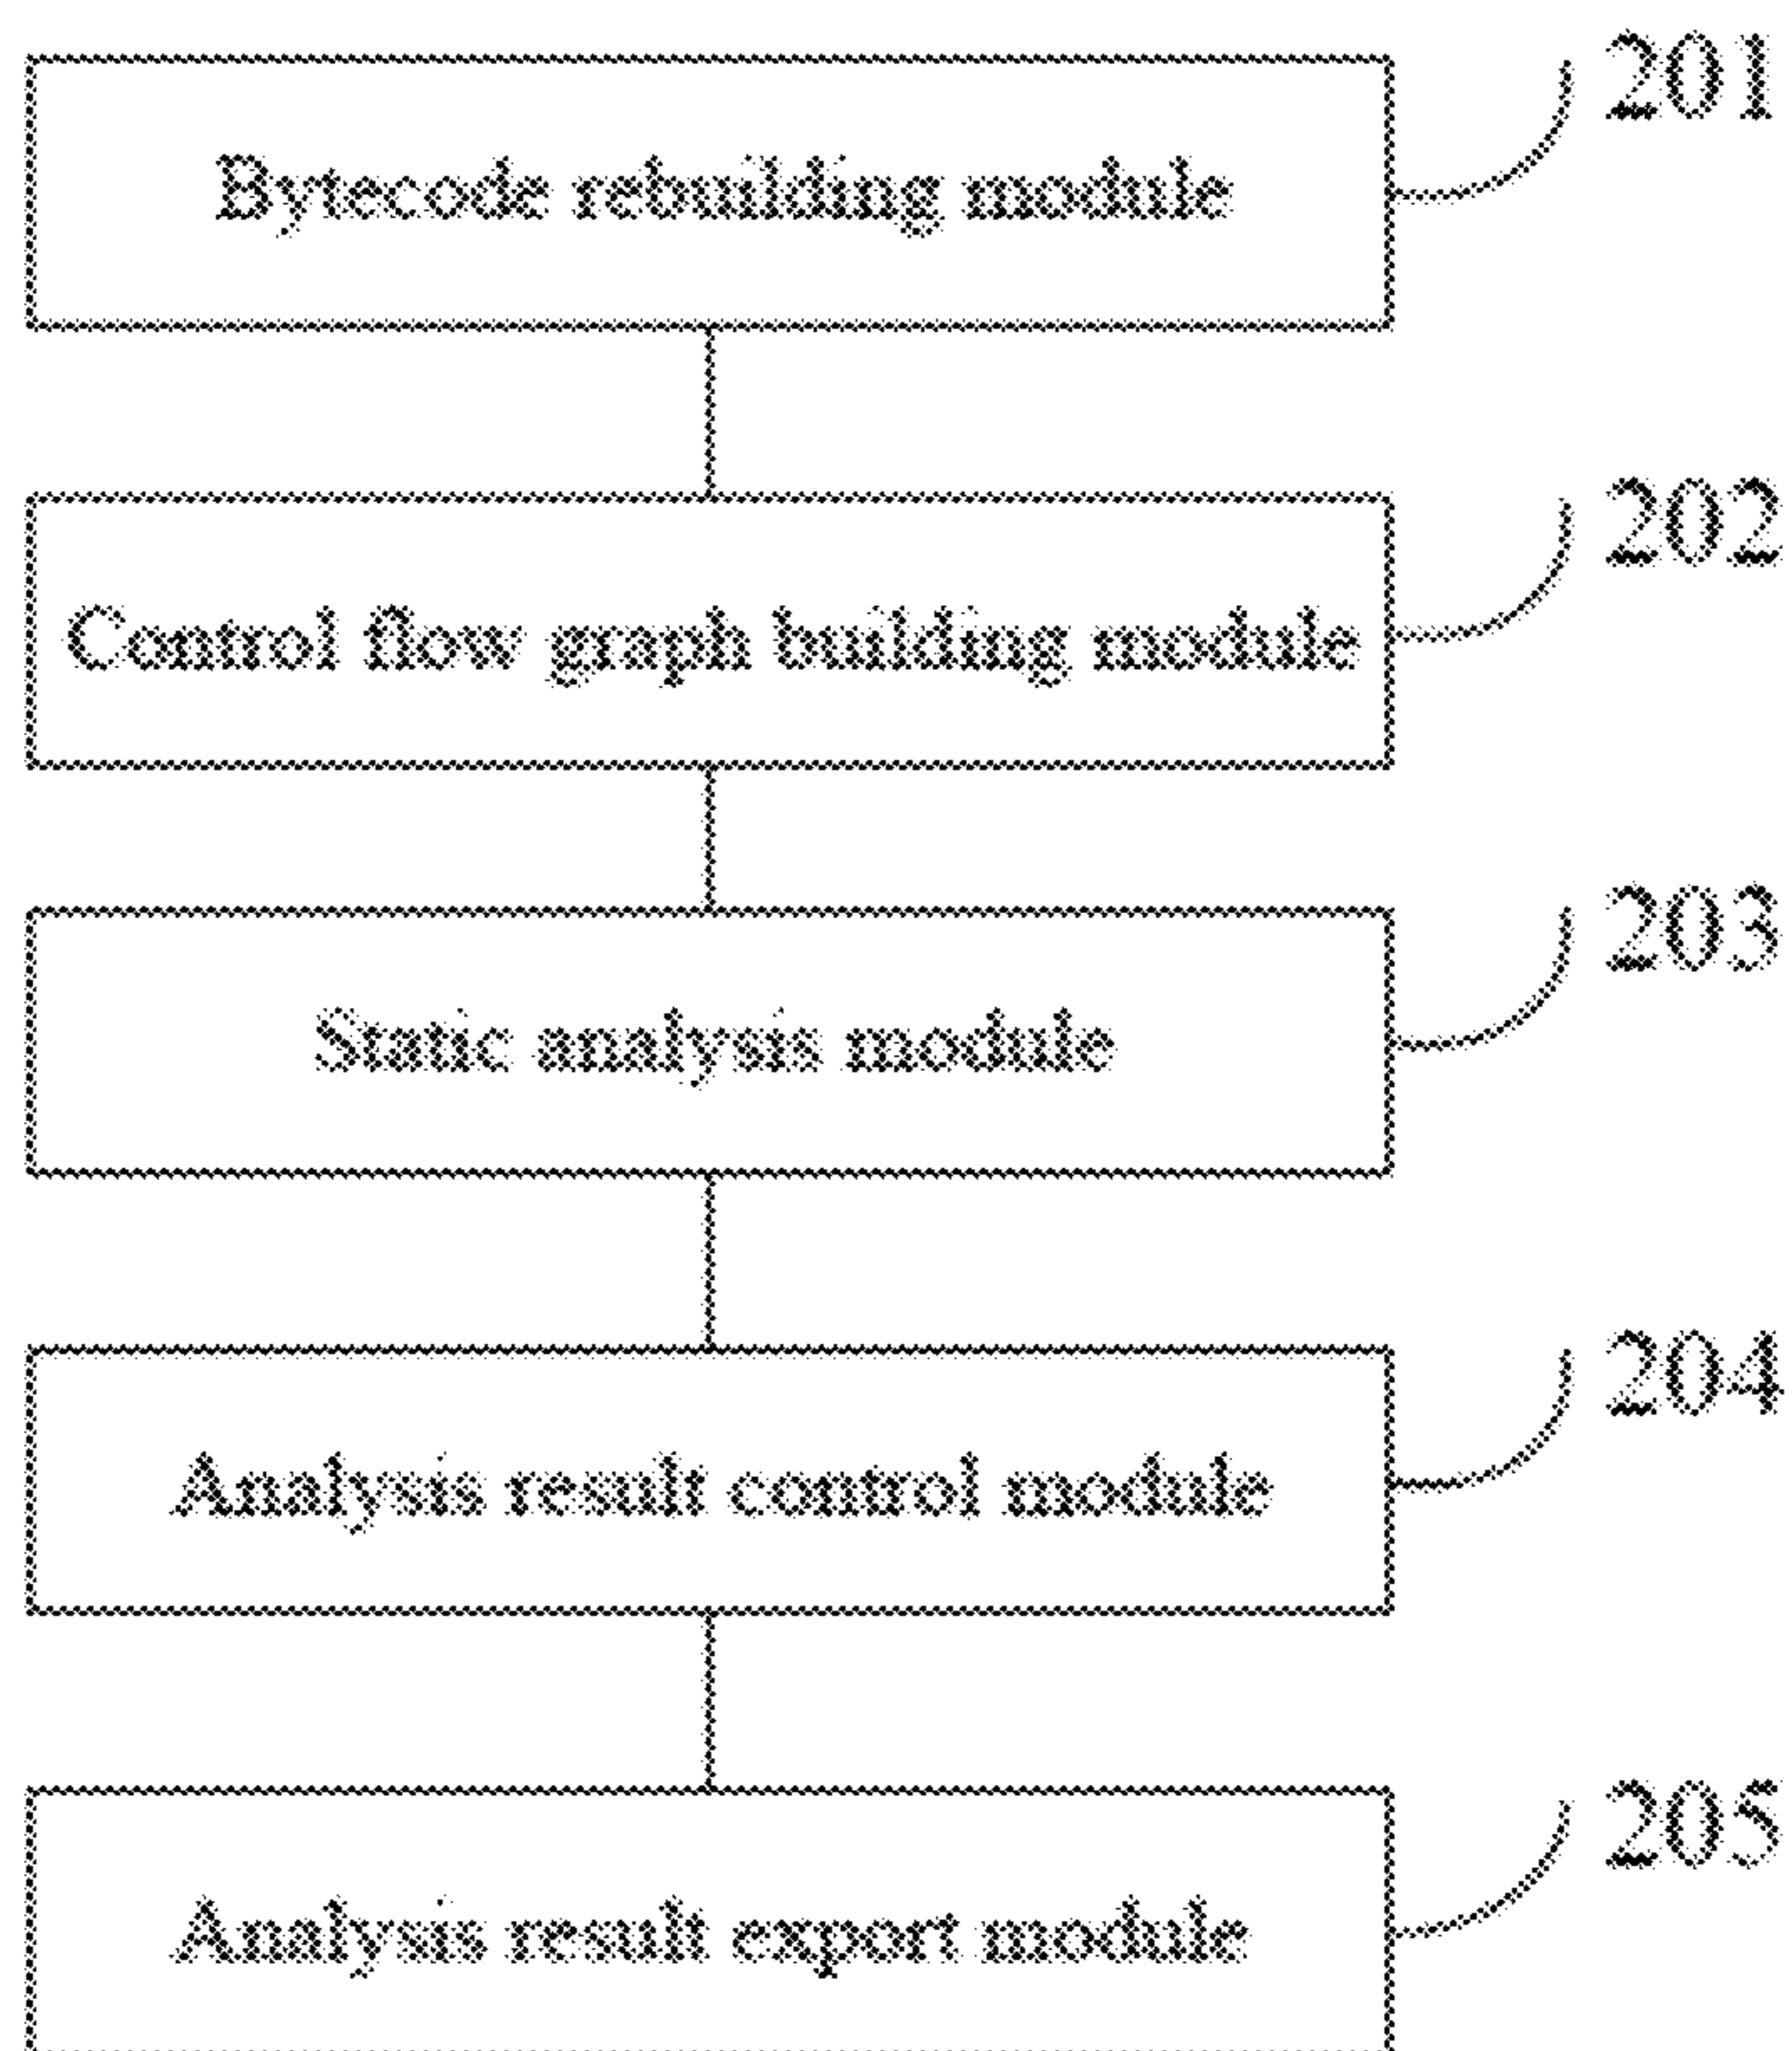 201
Bytecode rebuilding module
202
Control flow graph building module
203
Static analysis module
204
Analysis result control module
205
Analysis result export module